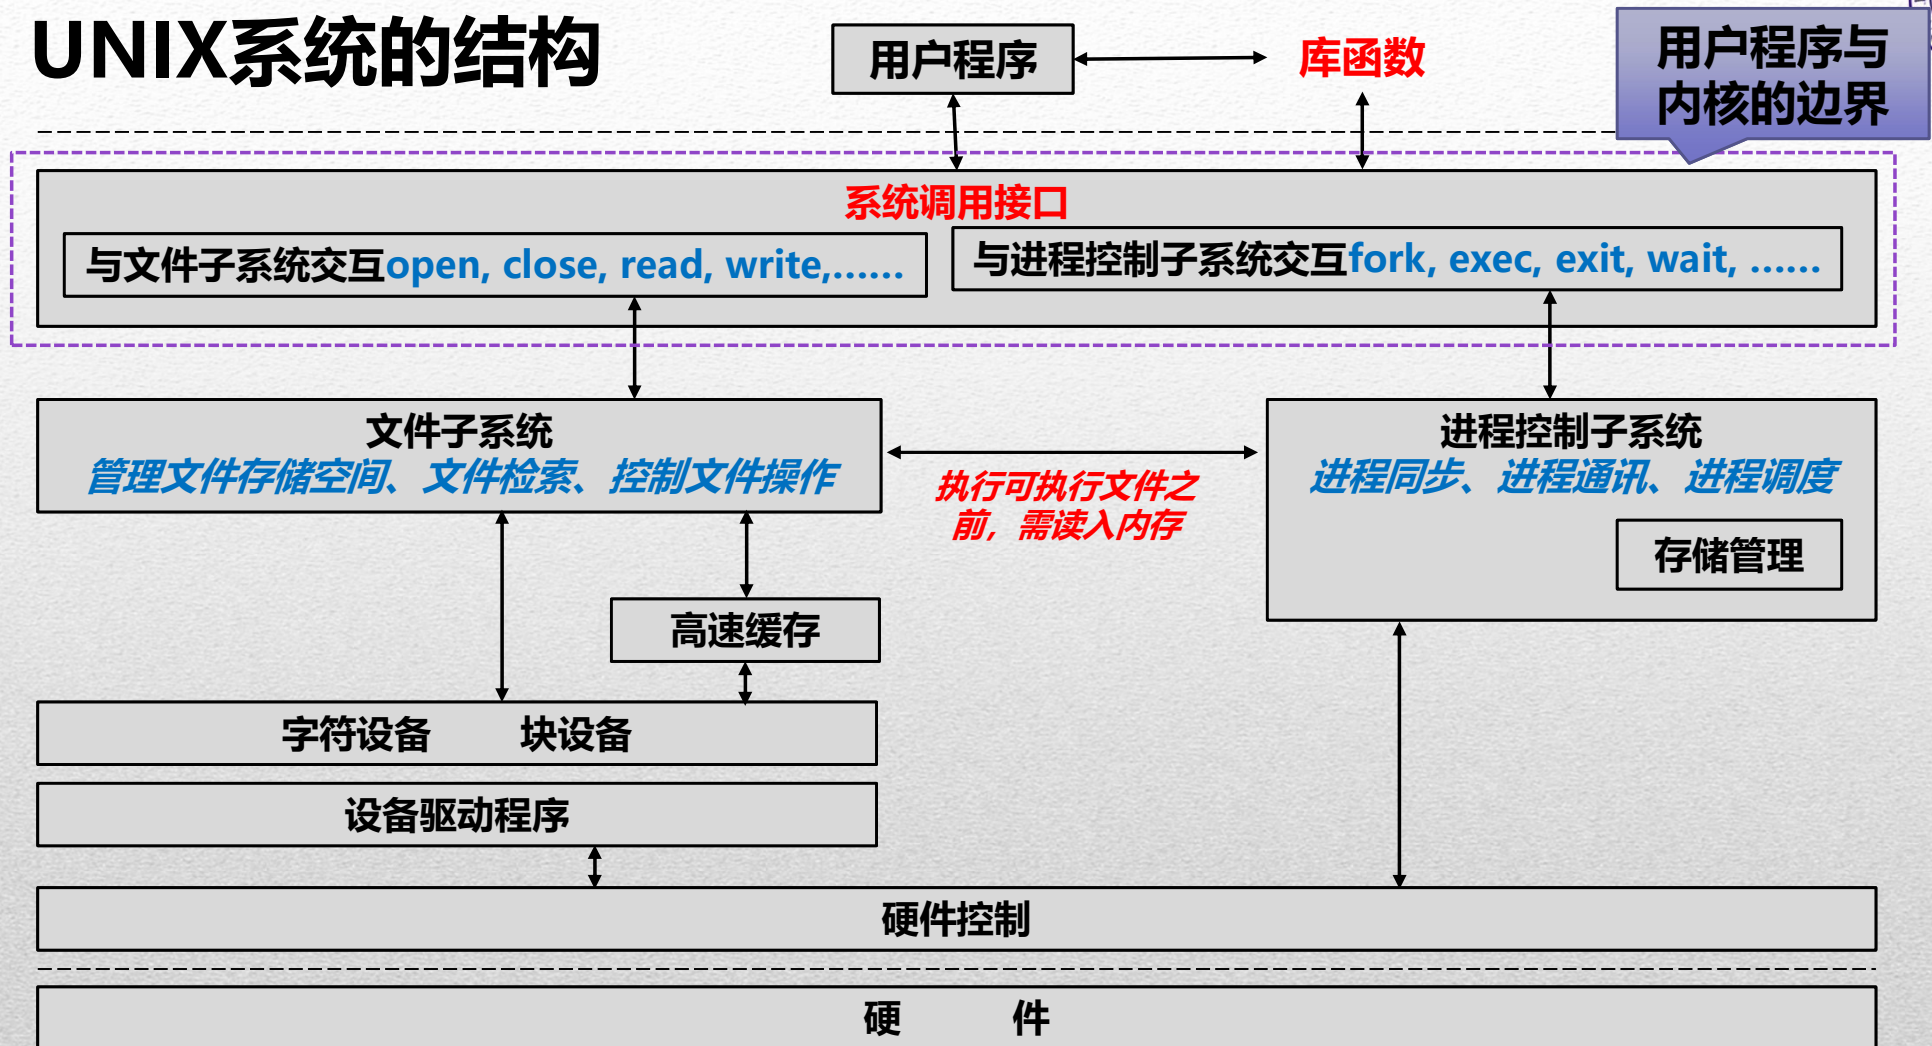 UNIX系统的结构
用户程序
库函数
用户程序与
内核的边界
系统调用接口
与文件子系统交互open, close, read, write,……
与进程控制子系统交互fork, exec, exit, wait, ……
文件子系统
管理文件存储空间、文件检索、控制文件操作
执行可执行文件之
前，需读入内存
进程控制子系统
进程同步、进程通讯、进程调度
存储管理
高速缓存
字符设备 块设备
设备驱动程序
硬件控制
硬 件